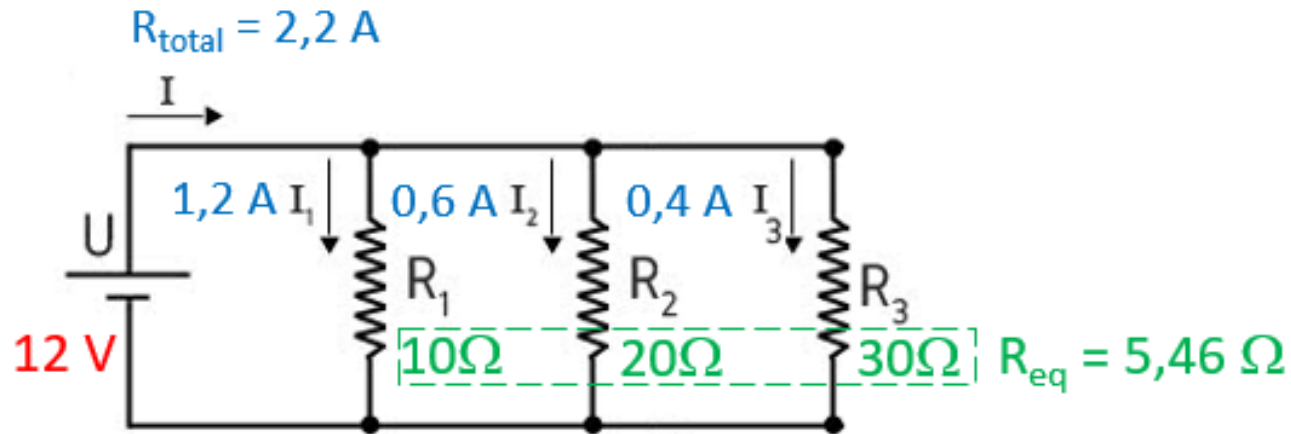 R_total = 2,2 A
I
1,2 A I₁ 0,6 A I₂ 0,4 A I₃
U
R₁ R₂ R₃
12 V 10Ω 20Ω 30Ω R_eq = 5,46 Ω